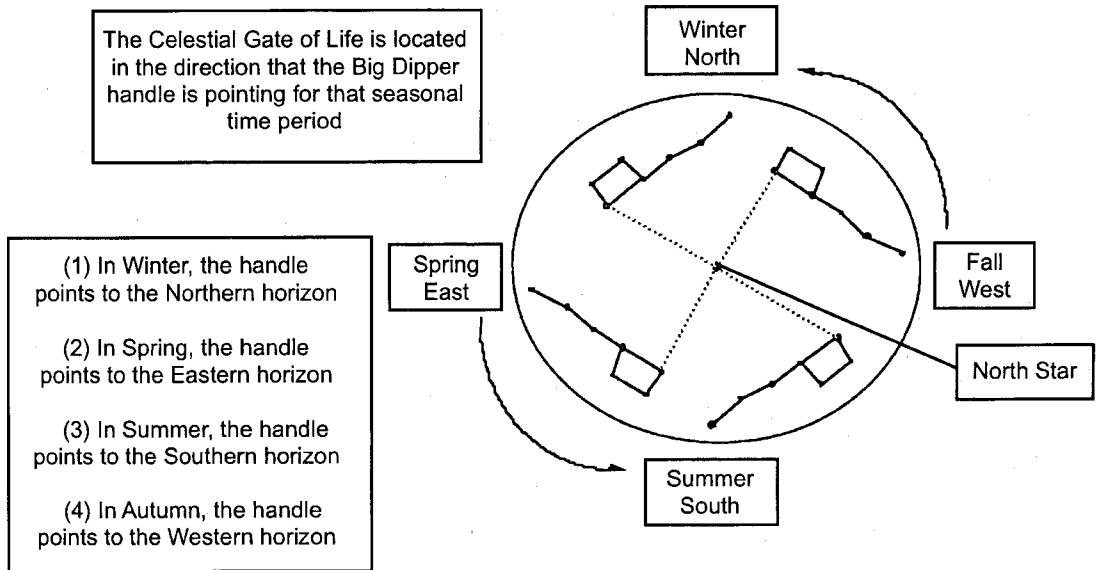 The Celestial Gate of Life is located
in the direction that the Big Dipper
handle is pointing for that seasonal
time period
Winter
North
(1) In Winter, the handle
points to the Northern horizon
(2) In Spring, the handle
points to the Eastern horizon
(3) In Summer, the handle
points to the Southern horizon
(4) In Autumn, the handle
points to the Western horizon
Spring
East
Fall
West
North Star
Summer
South